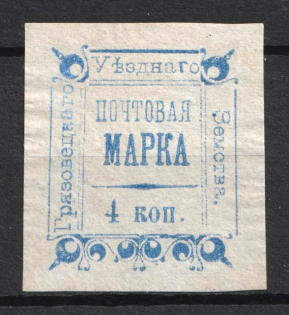 Грязовецкаго
Уѣзднаго
Земства.
ПОЧТОВАЯ
МАРКА
4 коп.